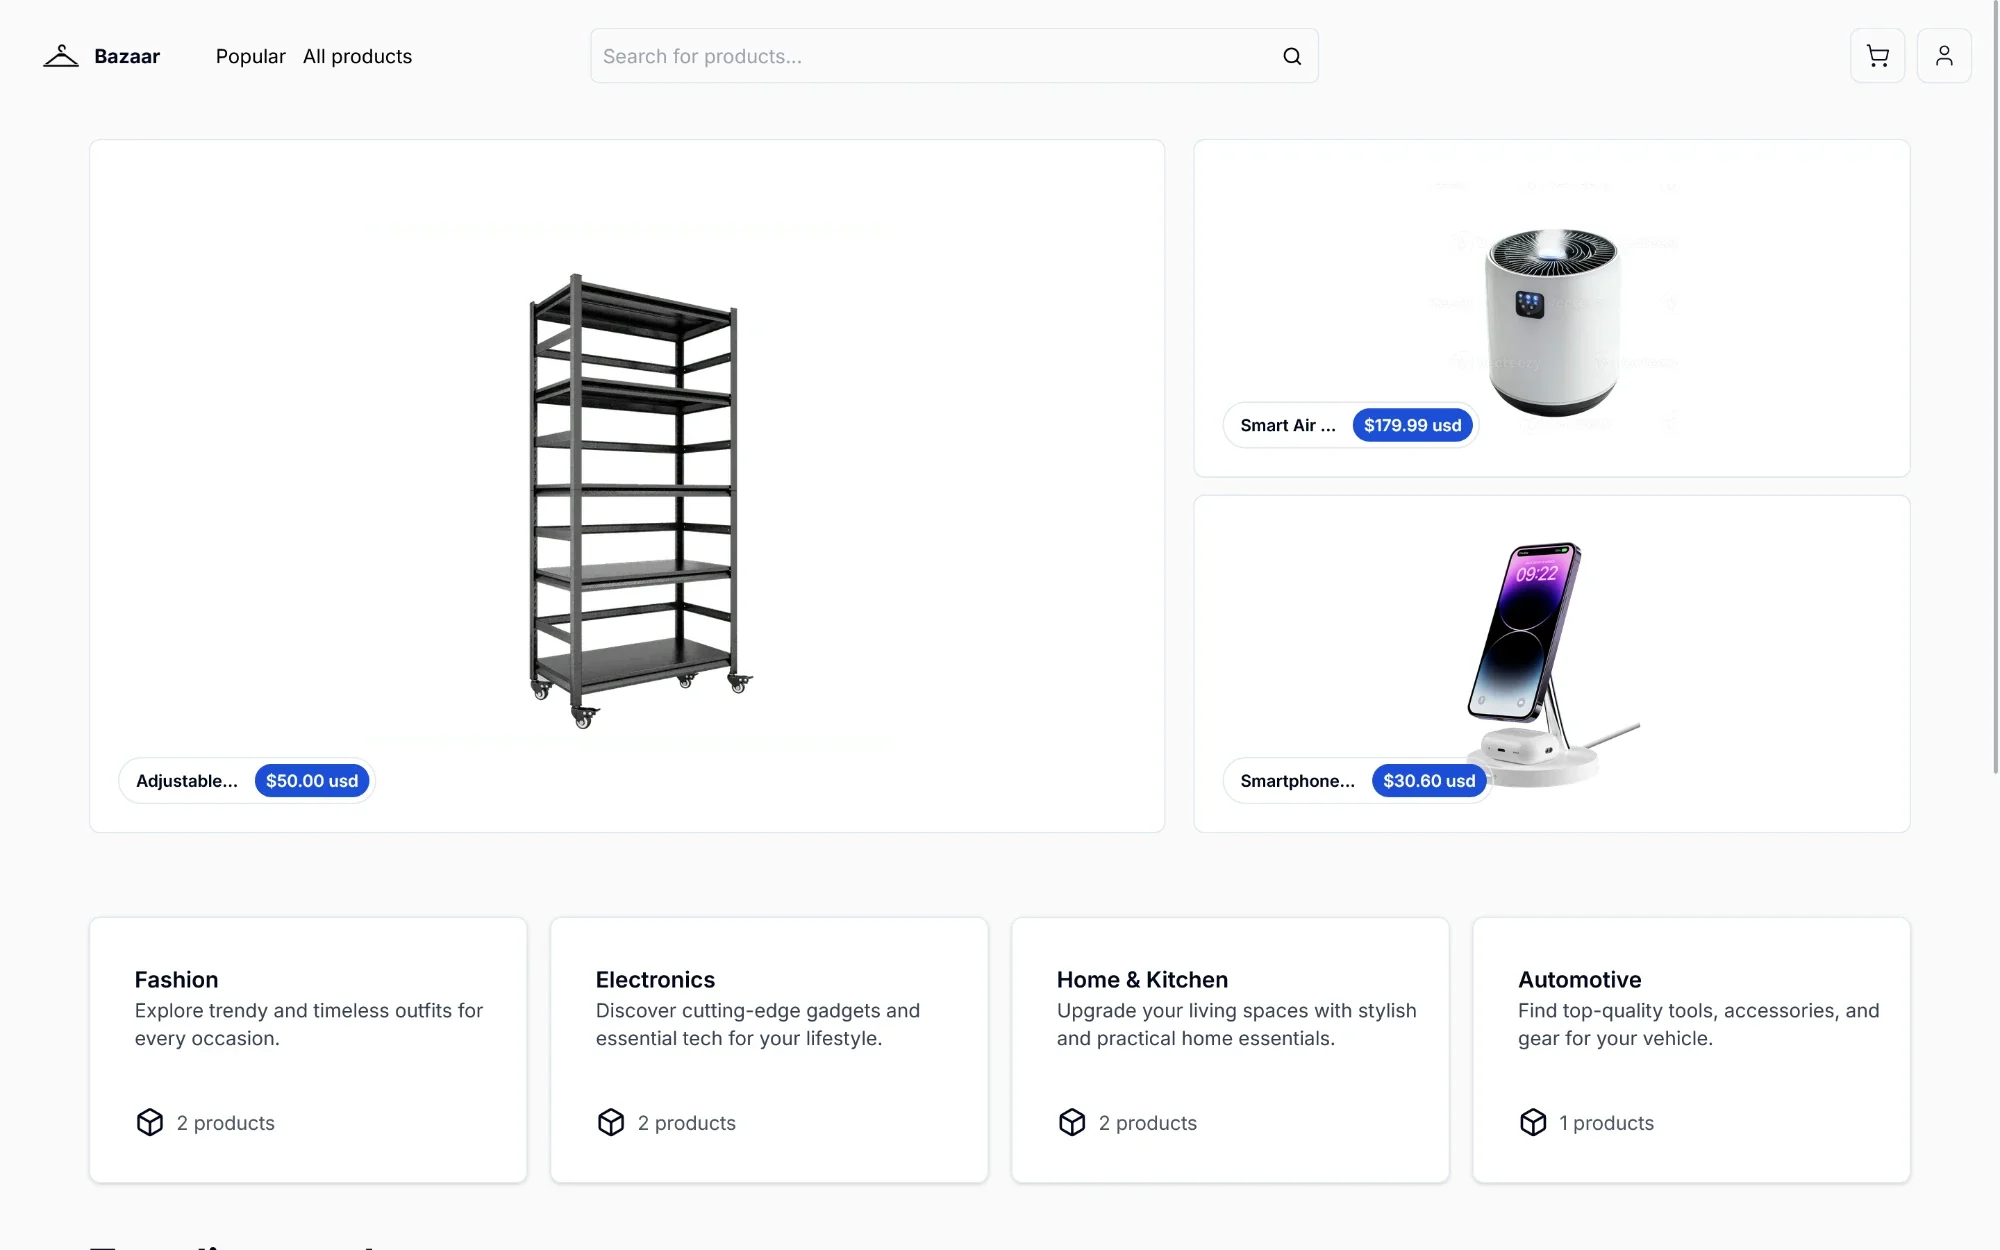 Bazaar
Popular
All products
Search for products...
Smart Air ...
$179.99 usd
09:22
Adjustable...
$50.00 usd
Smartphone...
$30.60 usd
Fashion
Explore trendy and timeless outfits for
every occasion.
2 products
Electronics
Discover cutting-edge gadgets and
essential tech for your lifestyle.
2 products
Home & Kitchen
Upgrade your living spaces with stylish
and practical home essentials.
2 products
Automotive
Find top-quality tools, accessories, and
gear for your vehicle.
1 products